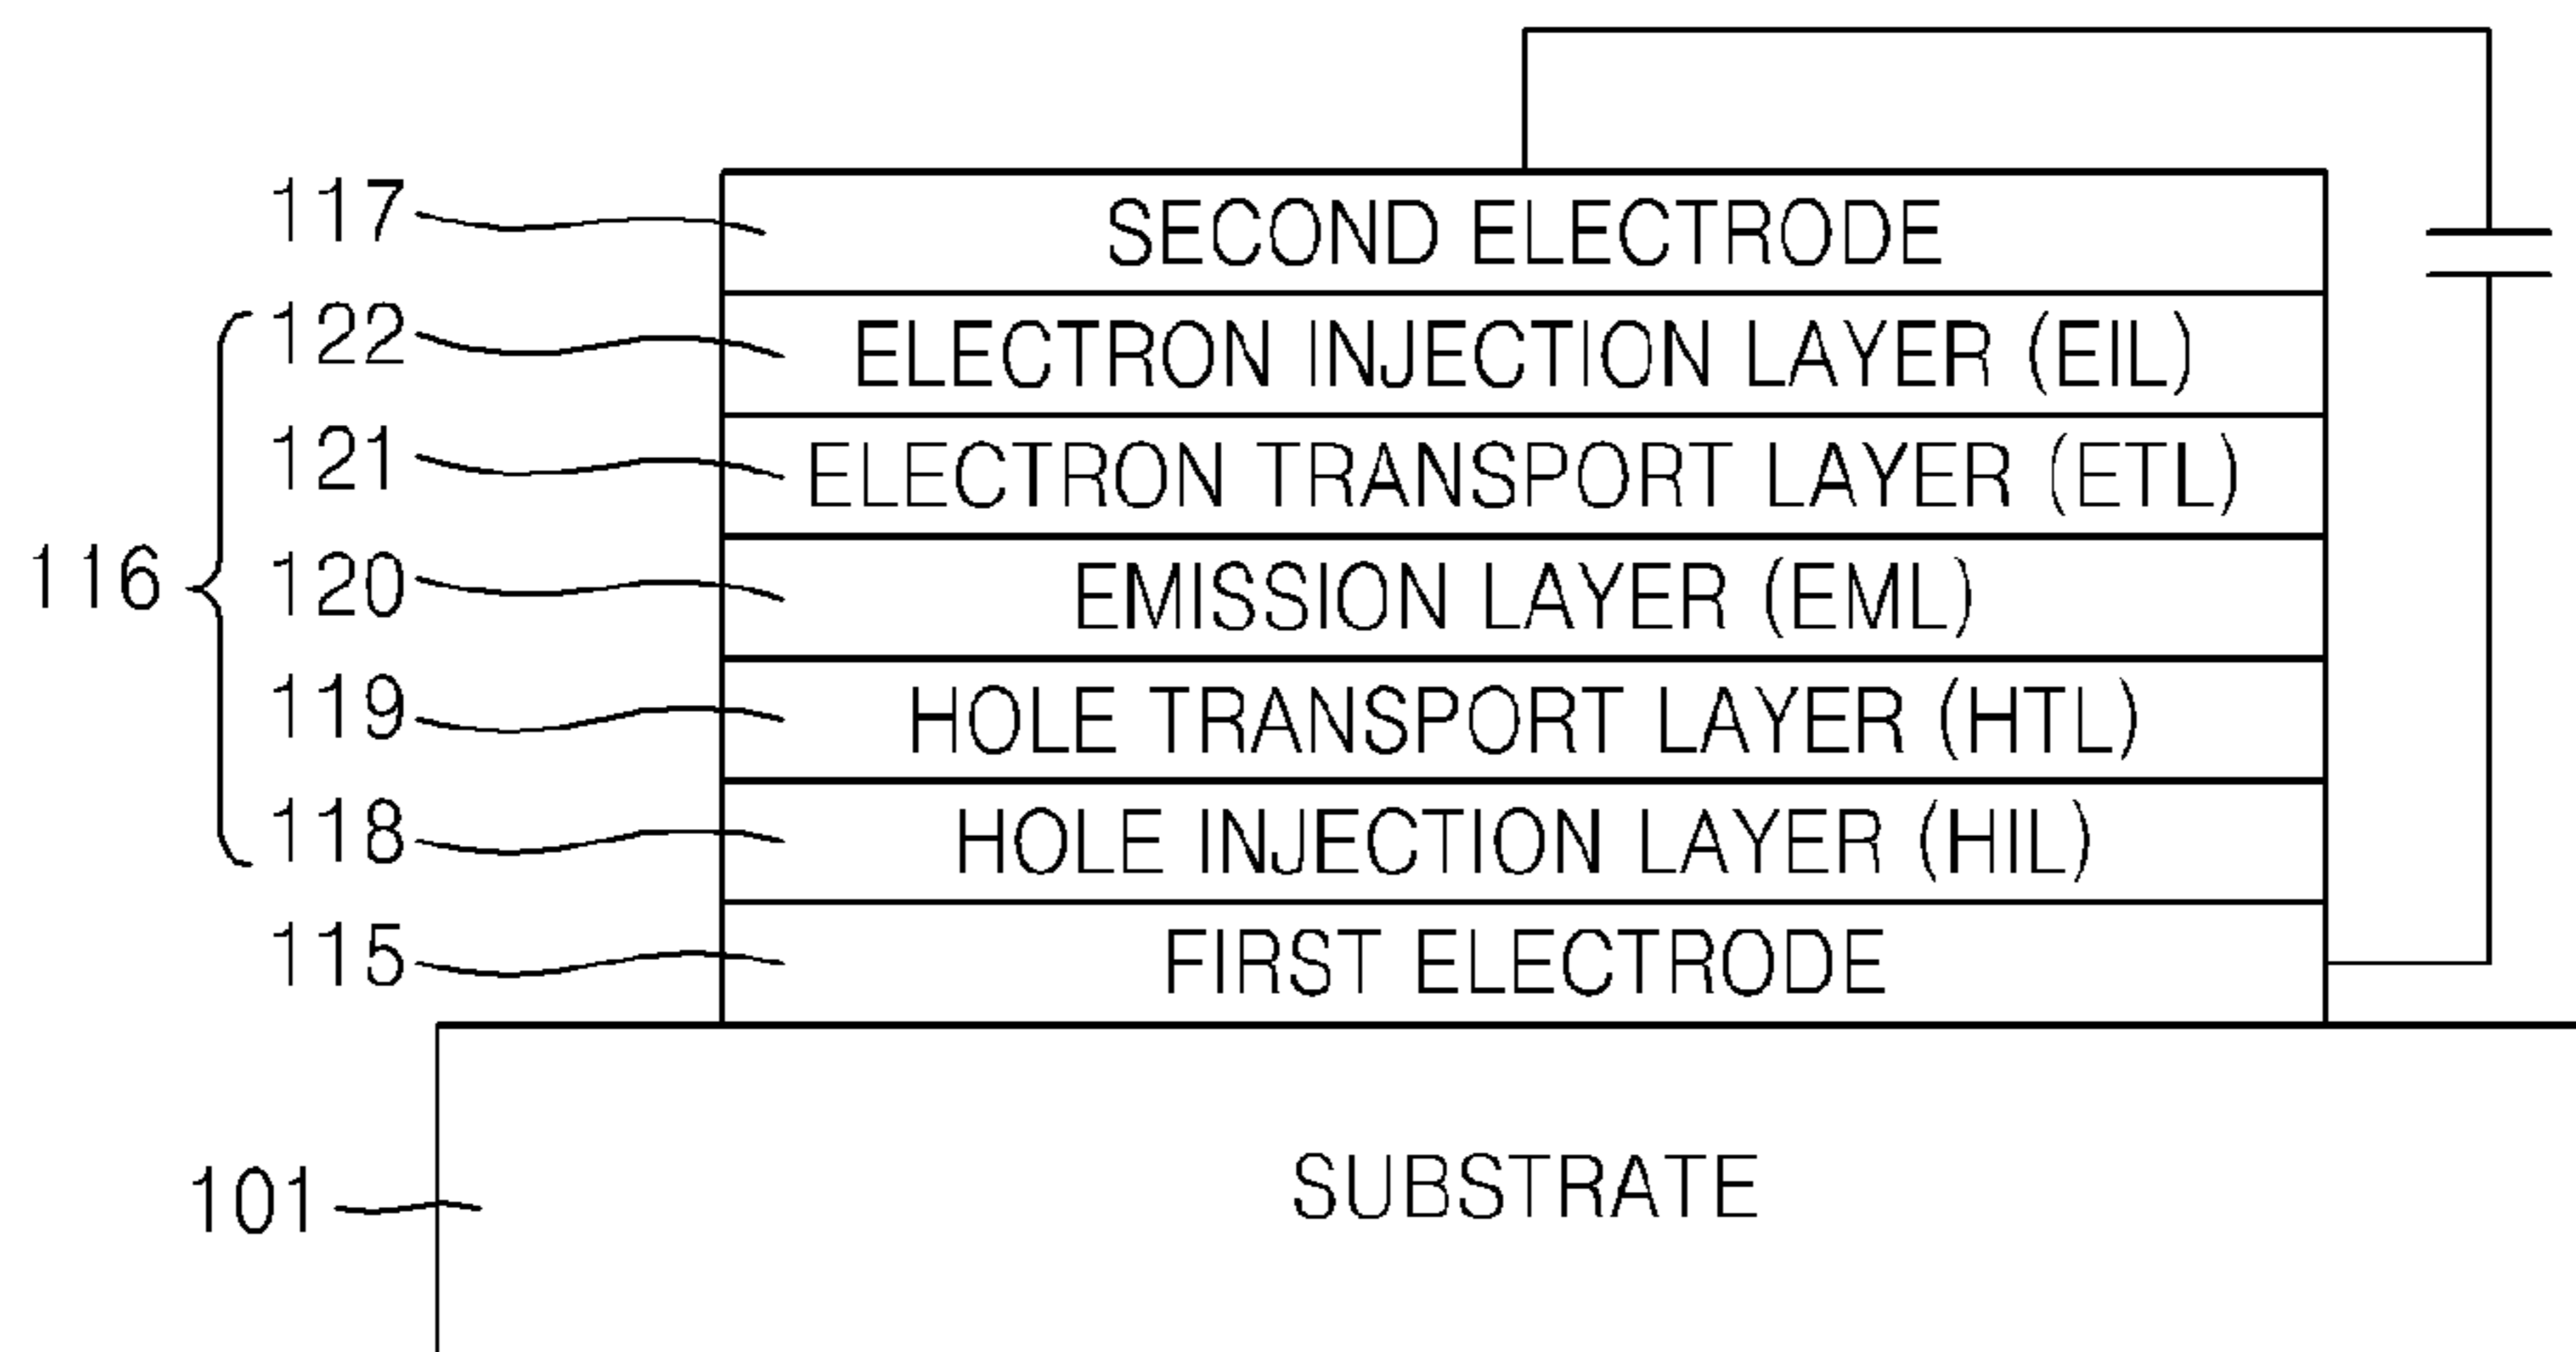 117 SECOND ELECTRODE
122 ELECTRON INJECTION LAYER (EIL)
121 ELECTRON TRANSPORT LAYER (ETL)
116 120 EMISSION LAYER (EML)
119 HOLE TRANSPORT LAYER (HTL)
118 HOLE INJECTION LAYER (HIL)
115 FIRST ELECTRODE
101 SUBSTRATE